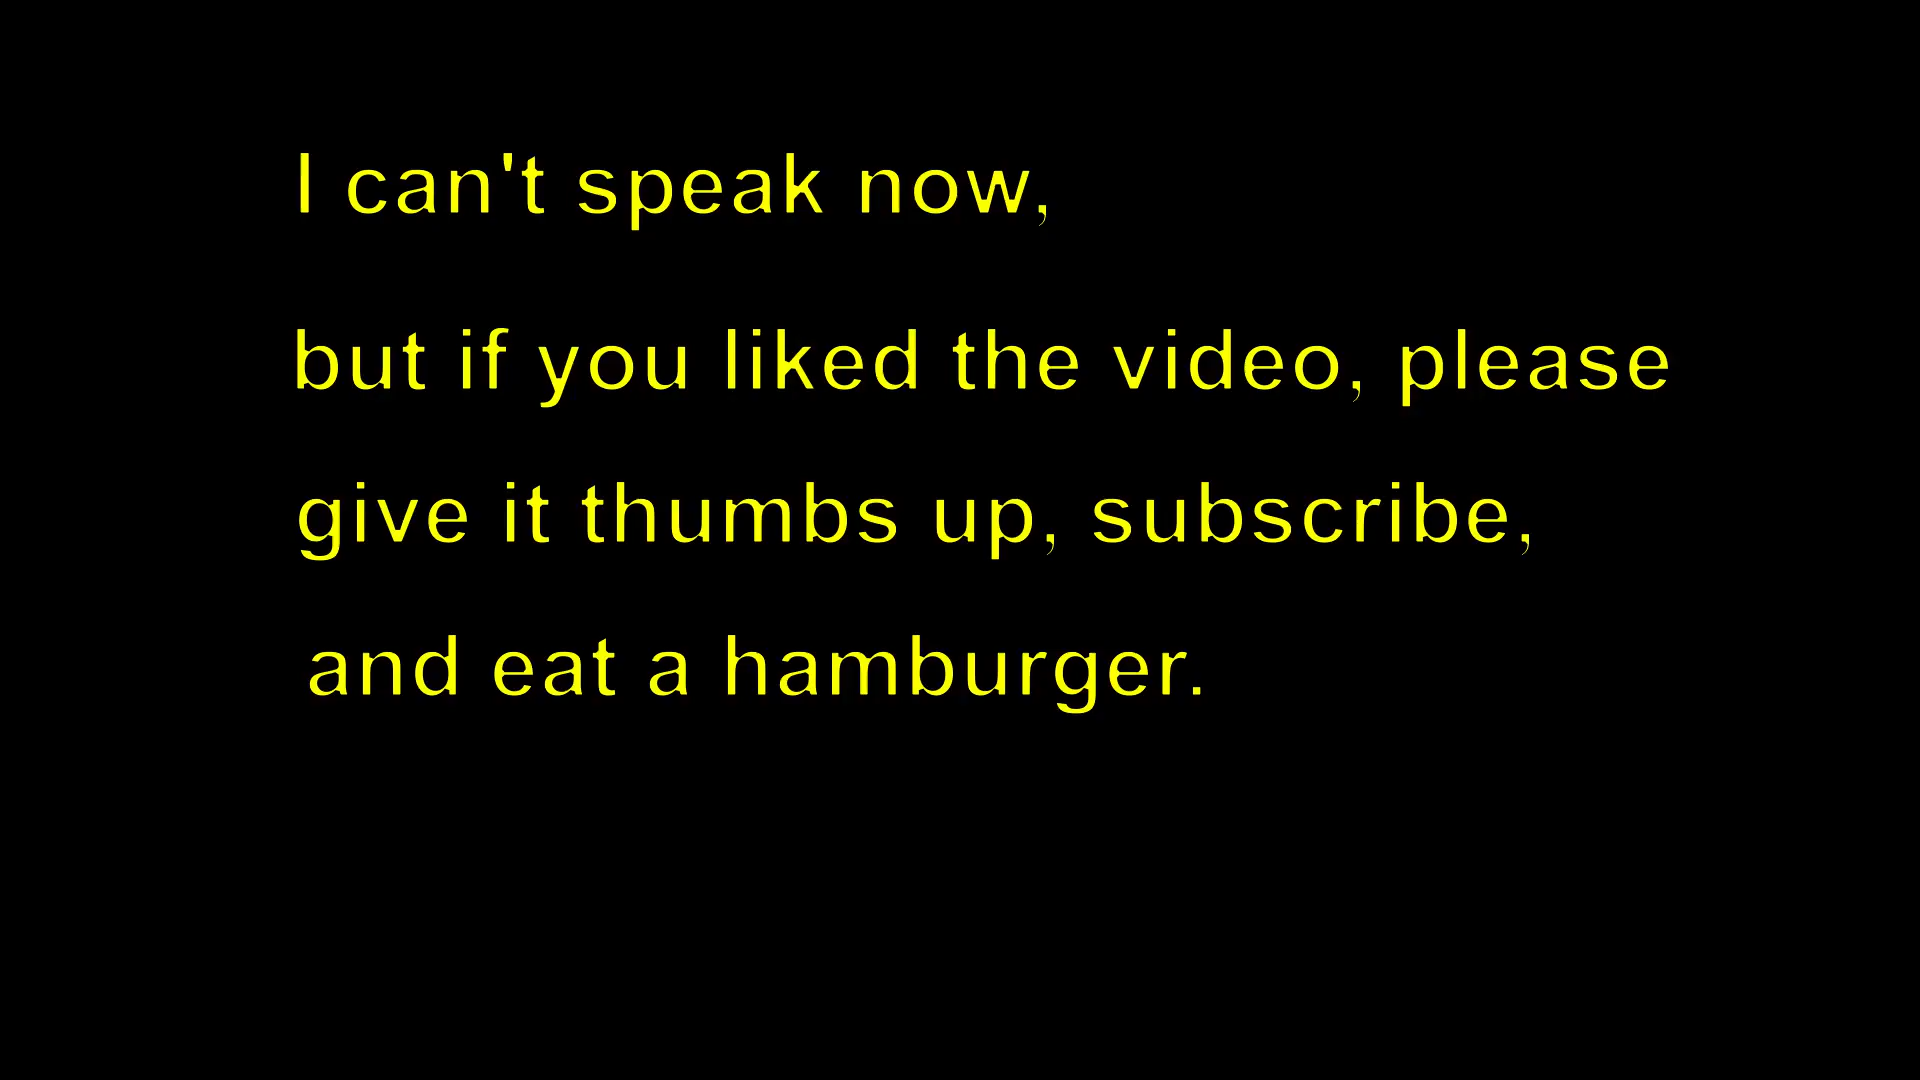 I can't speak now,
but if you liked the video, please
give it thumbs up, subscribe,
and eat a hamburger.